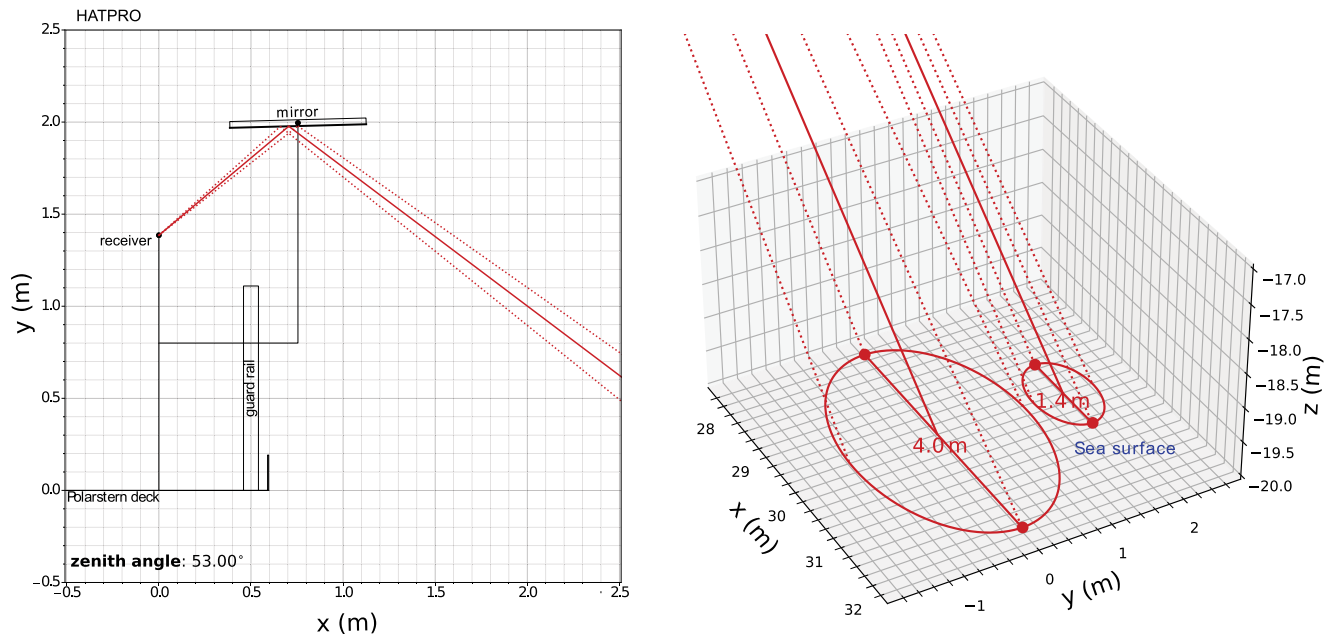 HATPRO
2.5
2.0
1.5
1.0
0.5
0.0
−0.5
y (m)
mirror
receiver
guard rail
Polarstern deck
zenith angle: 53.00°
−0.5
0.0
0.5
1.0
1.5
2.0
2.5
x (m)
−17.0
−17.5
−18.0
−18.5
−19.0
−19.5
−20.0
z (m)
1.4 m
4.0 m
Sea surface
28
29
30
31
32
x (m)
−1
0
1
2
y (m)